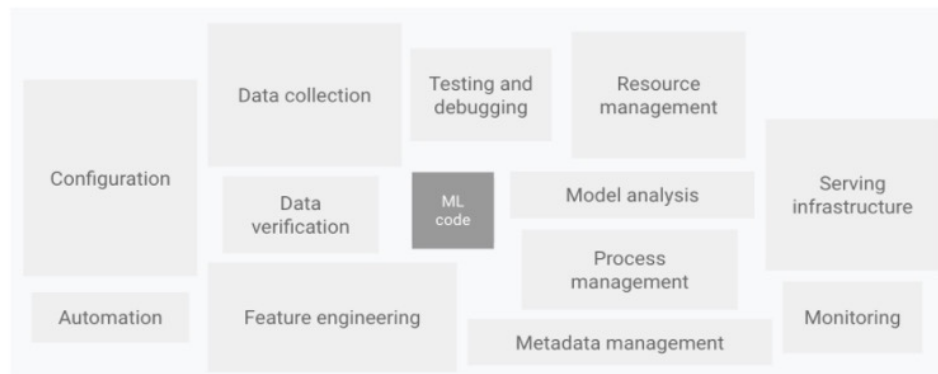 Configuration
Automation
Data collection
Data
verification
Feature engineering
Testing and
debugging
ML
code
Resource
management
Model analysis
Process
management
Metadata management
Serving
infrastructure
Monitoring